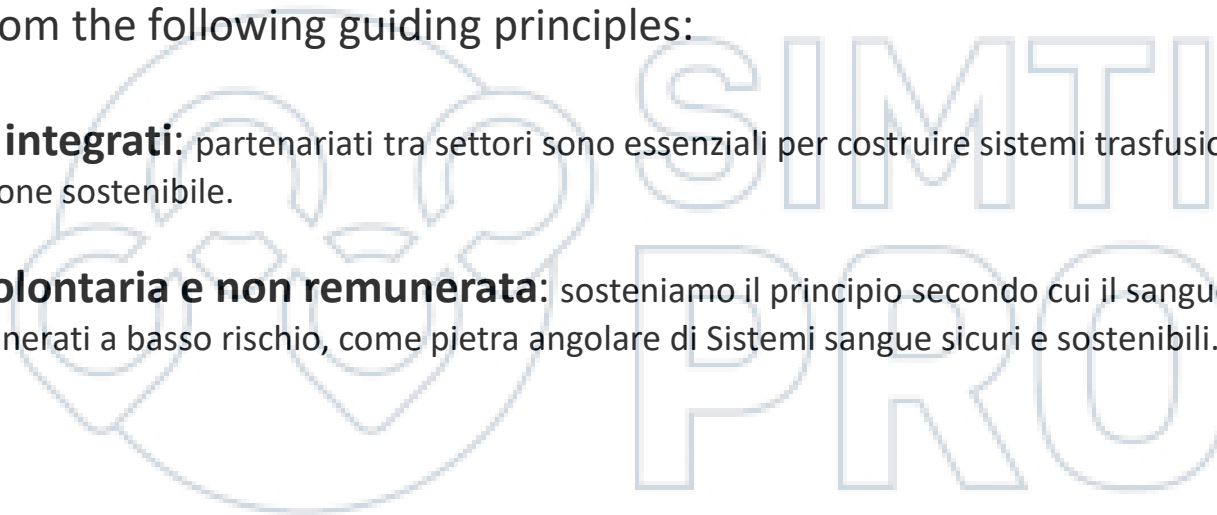 om the following guiding principles:
integrati: partenariati tra settori sono essenziali per costruire sistemi trasfusio
one sostenibile.
olontaria e non remunerata: sosteniamo il principio secondo cui il sangue
nerati a basso rischio, come pietra angolare di Sistemi sangue sicuri e sostenibili.
SIMTI
PRO